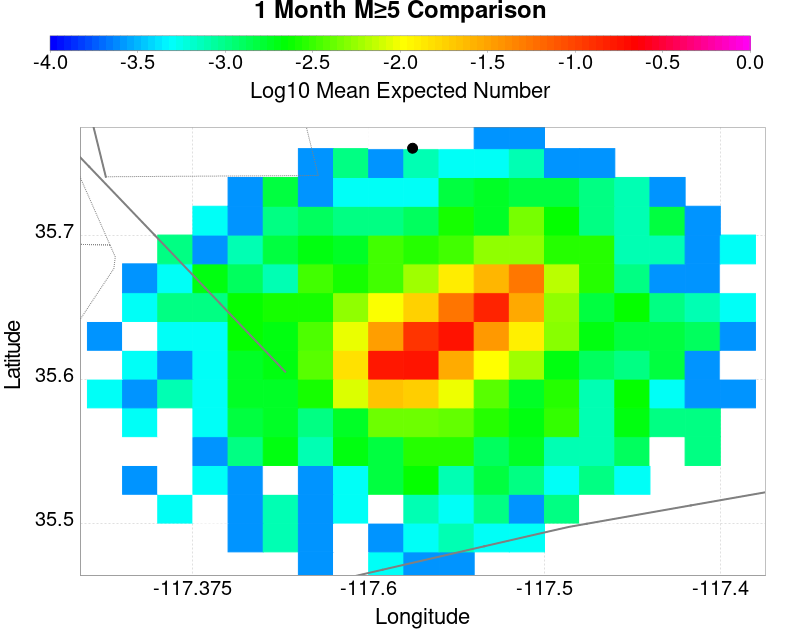 1 Month M≥5 Comparison
-4.0 -3.5 -3.0 -2.5 -2.0 -1.5 -1.0 -0.5 0.0
Log10 Mean Expected Number
35.7
35.6
35.5
Latitude
-117.375 -117.6 -117.5 -117.4
Longitude